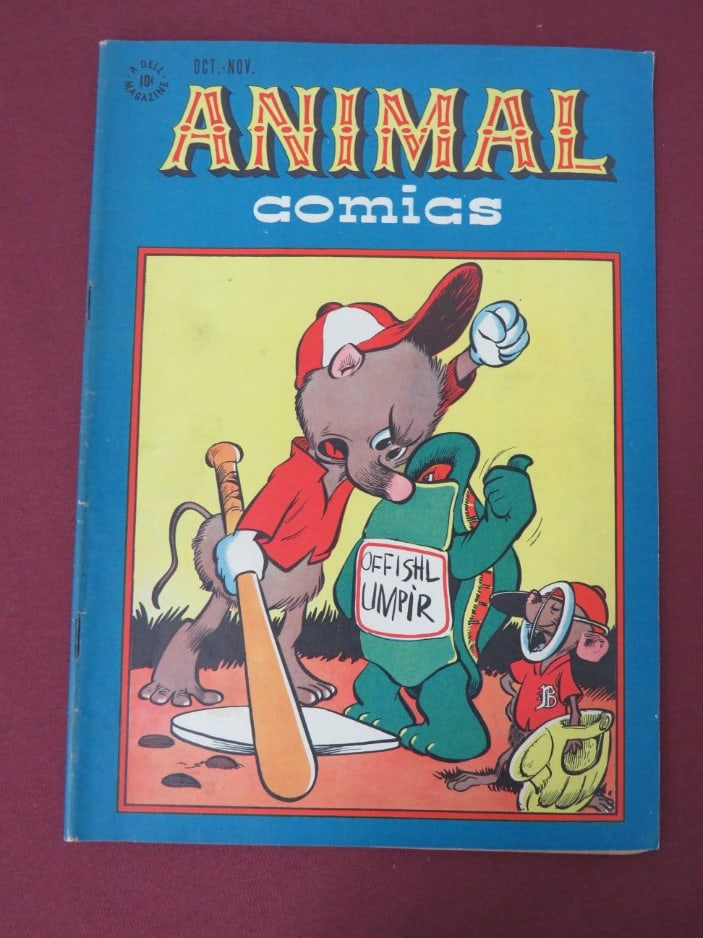 A DELL
10¢
MAGAZINE
OCT.-NOV.
ANIMAL
comics
OFFISHL
UMPIR
B